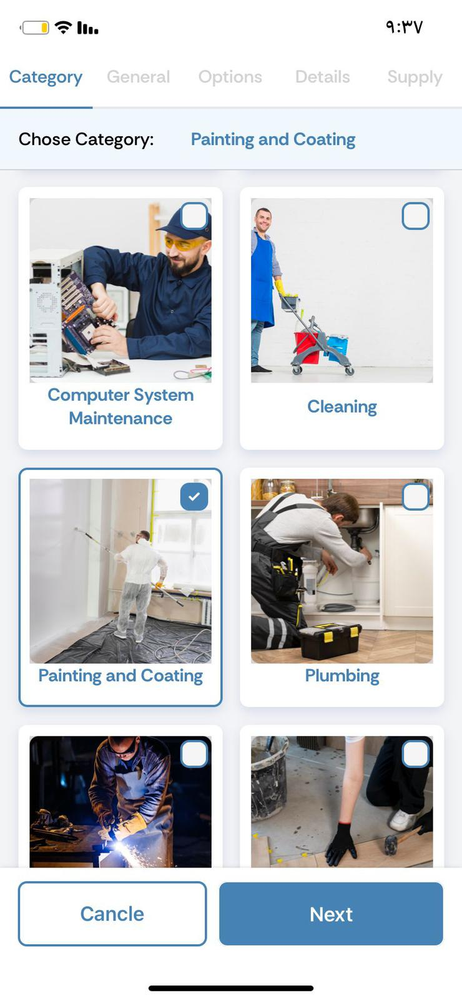 ٩:٣٧
Category General Options Details Supply
Chose Category: Painting and Coating
Computer System
Maintenance
Cleaning
Painting and Coating
Plumbing
Cancle
Next